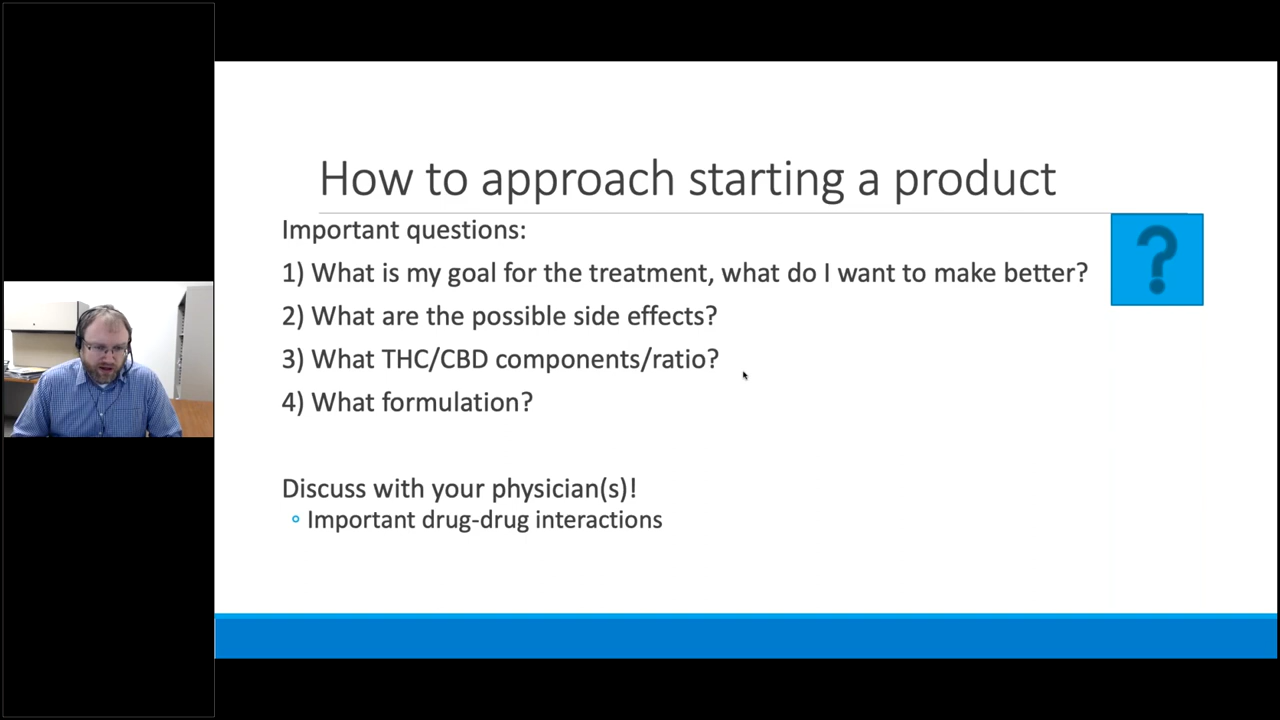 How to approach starting a product
Important questions:
1) What is my goal for the treatment, what do I want to make better?
2) What are the possible side effects?
3) What THC/CBD components/ratio?
4) What formulation?
Discuss with your physician(s)!
Important drug-drug interactions
?